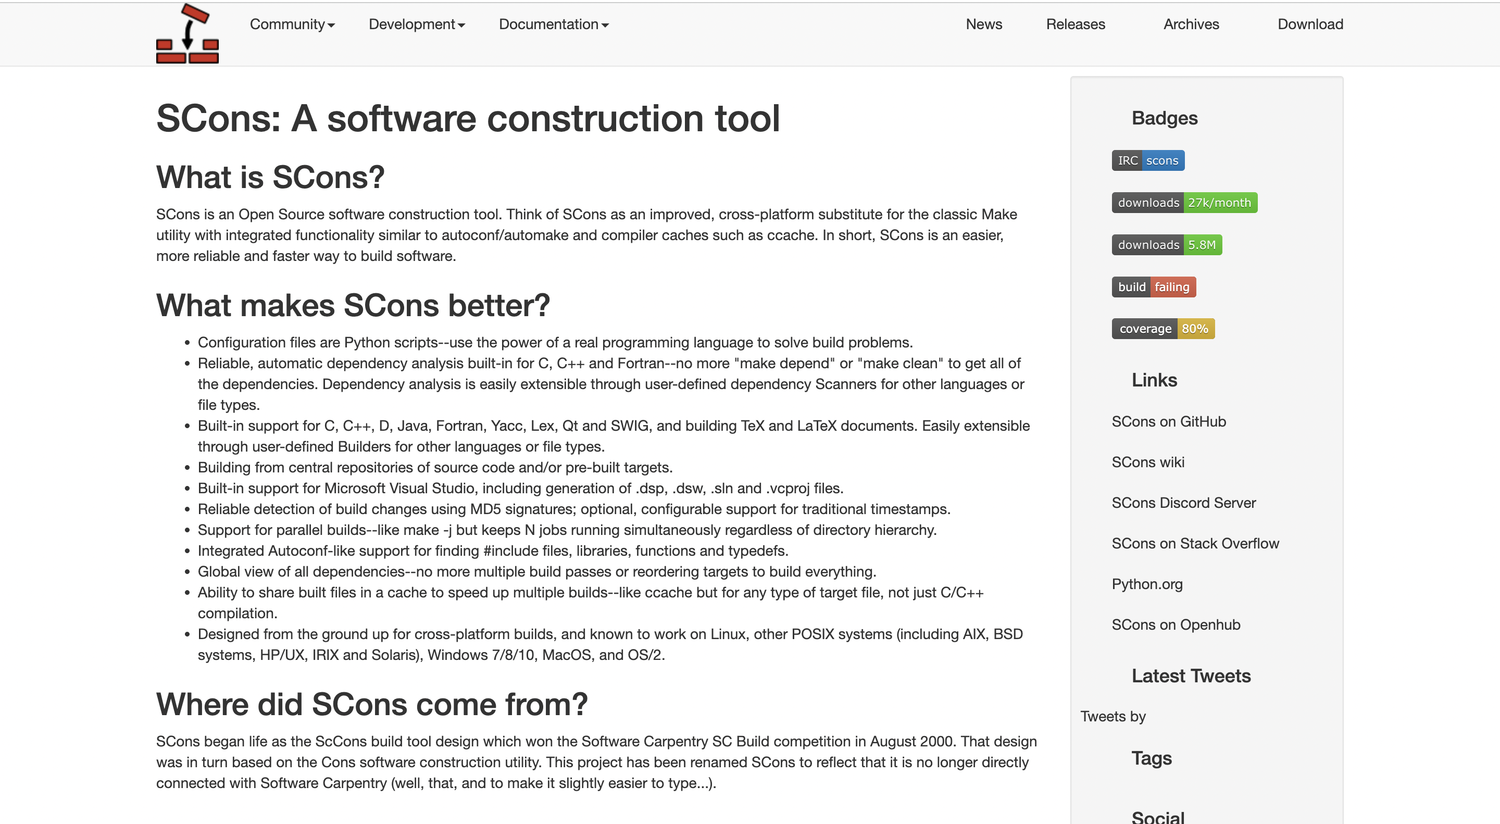 Community
Development
Documentation
News
Releases
Archives
Download
SCons: A software construction tool
What is SCons?
SCons is an Open Source software construction tool. Think of SCons as an improved, cross-platform substitute for the classic Make
utility with integrated functionality similar to autoconf/automake and compiler caches such as ccache. In short, SCons is an easier,
more reliable and faster way to build software.
What makes SCons better?
• Configuration files are Python scripts--use the power of a real programming language to solve build problems.
• Reliable, automatic dependency analysis built-in for C, C++ and Fortran--no more "make depend" or "make clean" to get all of
the dependencies. Dependency analysis is easily extensible through user-defined dependency Scanners for other languages or
file types.
• Built-in support for C, C++, D, Java, Fortran, Yacc, Lex, Qt and SWIG, and building TeX and LaTeX documents. Easily extensible
through user-defined Builders for other languages or file types.
• Building from central repositories of source code and/or pre-built targets.
• Built-in support for Microsoft Visual Studio, including generation of .dsp, .dsw, .sln and .vcproj files.
• Reliable detection of build changes using MD5 signatures; optional, configurable support for traditional timestamps.
• Support for parallel builds--like make -j but keeps N jobs running simultaneously regardless of directory hierarchy.
• Integrated Autoconf-like support for finding #include files, libraries, functions and typedefs.
• Global view of all dependencies--no more multiple build passes or reordering targets to build everything.
• Ability to share built files in a cache to speed up multiple builds--like ccache but for any type of target file, not just C/C++
compilation.
• Designed from the ground up for cross-platform builds, and known to work on Linux, other POSIX systems (including AIX, BSD
systems, HP/UX, IRIX and Solaris), Windows 7/8/10, MacOS, and OS/2.
Where did SCons come from?
SCons began life as the ScCons build tool design which won the Software Carpentry SC Build competition in August 2000. That design
was in turn based on the Cons software construction utility. This project has been renamed SCons to reflect that it is no longer directly
connected with Software Carpentry (well, that, and to make it slightly easier to type...).
Badges
IRC scons
downloads 27k/month
downloads 5.8M
build failing
coverage 80%
Links
SCons on GitHub
SCons wiki
SCons Discord Server
SCons on Stack Overflow
Python.org
SCons on Openhub
Latest Tweets
Tweets by
Tags
Social